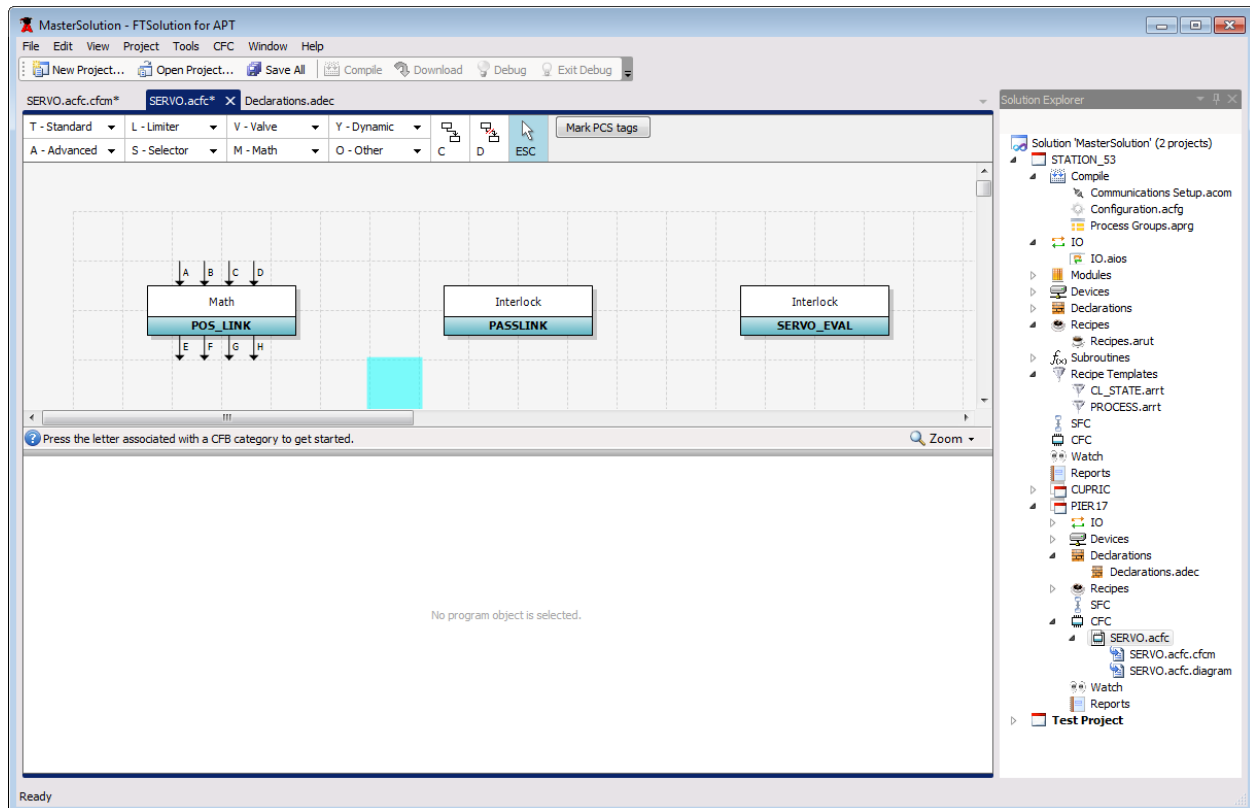 MasterSolution - FTSolution for APT
File Edit View Project Tools CFC Window Help
New Project... Open Project... Save All Compile Download Debug Exit Debug
SERVO.acfc.cfcm* SERVO.acfc* Declarations.adec
T - Standard L - Limiter V - Valve Y - Dynamic
A - Advanced S - Selector M - Math O - Other
C D ESC
Mark PCS tags
A B C D
Math
POS_LINK
E F G H
Interlock
PASSLINK
Interlock
SERVO_EVAL
Press the letter associated with a CFB category to get started.
Zoom
No program object is selected.
Ready
Solution Explorer
Solution 'MasterSolution' (2 projects)
STATION_53
Compile
Communications Setup.acom
Configuration.acfg
Process Groups.aprg
IO
IO.aios
Modules
Devices
Declarations
Recipes
Recipes.arut
f(x) Subroutines
Recipe Templates
CL_STATE.arrt
PROCESS.arrt
SFC
CFC
Watch
Reports
CUPRIC
PIER17
IO
Devices
Declarations
Declarations.adec
Recipes
SFC
CFC
SERVO.acfc
SERVO.acfc.cfcm
SERVO.acfc.diagram
Watch
Reports
Test Project